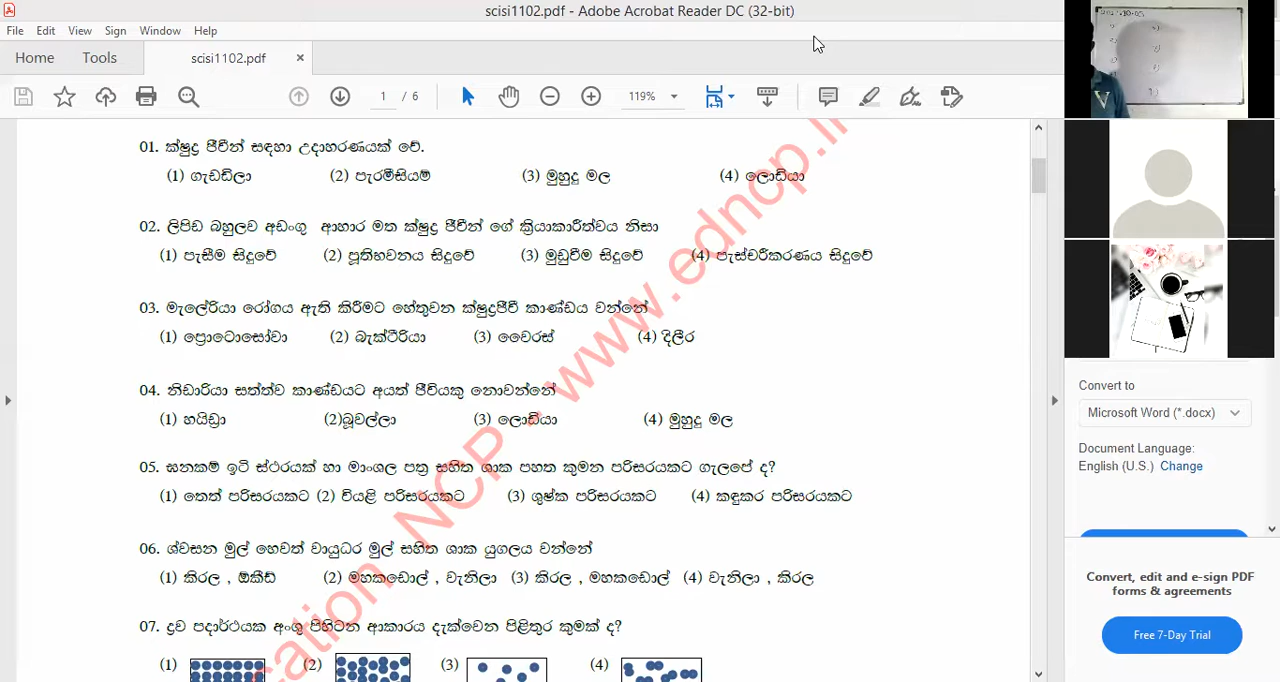 scisi1102.pdf - Adobe Acrobat Reader DC (32-bit)
File Edit View Sign Window Help
Home Tools scisi1102.pdf ×
1 / 6 119%
01. ක්ෂුද්‍ර ජීවීන් සඳහා උදාහරණයක් වේ.
(1) ගැඩවිලා (2) පැරමීසියම් (3) මුහුදු මල (4) ලොඩියා
02. ලිපිඩ බහුලව අඩංගු ආහාර මත ක්ෂුද්‍ර ජීවීන් ගේ ක්‍රියාකාරීත්වය නිසා
(1) පැසීම සිදුවේ (2) පූතිභවනය සිදුවේ (3) මුඩුවීම සිදුවේ (4) පැස්චරීකරණය සිදුවේ
03. මැලේරියා රෝගය ඇති කිරීමට හේතුවන ක්ෂුද්‍රජීවී කාණ්ඩය වන්නේ
(1) ප්‍රොටොසෝවා (2) බැක්ටීරියා (3) වෛරස් (4) දිලීර
04. නිඩාරියා සත්ත්ව කාණ්ඩයට අයත් ජීවියකු නොවන්නේ
(1) හයිඩ්‍රා (2)බූවල්ලා (3) ලොඩියා (4) මුහුදු මල
05. ඝනකම් ඉටි ස්ථරයක් හා මාංශල පත්‍ර සහිත ශාක පහත කුමන පරිසරයකට ගැලපේ ද?
(1) තෙත් පරිසරයකට (2) වියළි පරිසරයකට (3) ශුෂ්ක පරිසරයකට (4) කඳුකර පරිසරයකට
06. ශ්වසන මුල් හෙවත් වායුධර මුල් සහිත ශාක යුගලය වන්නේ
(1) කිරල , ඕකිඩ් (2) මහකඩොල් , වැනිලා (3) කිරල , මහකඩොල් (4) වැනිලා , කිරල
07. ද්‍රව පදාර්ථයක අංශු පිහිටන ආකාරය දැක්වෙන පිළිතුර කුමක් ද?
(1) (2) (3) (4)
cation NCP - www.edncp.l
Convert to
Microsoft Word (*.docx)
Document Language:
English (U.S.) Change
Convert, edit and e-sign PDF
forms & agreements
Free 7-Day Trial